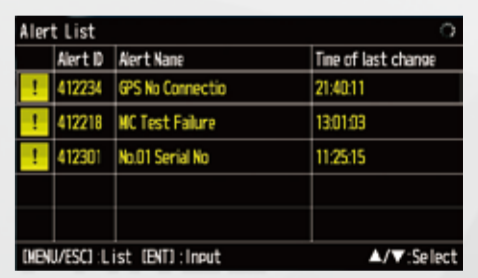 Alert List
Alert ID Alert Name Time of last change
! 412234 GPS No Connectio 21:40:11
! 412218 MC Test Failure 13:01:03
! 412301 No.01 Serial No 11:25:15
[MENU/ESC]:List [ENT]:Input ▲/▼:Select